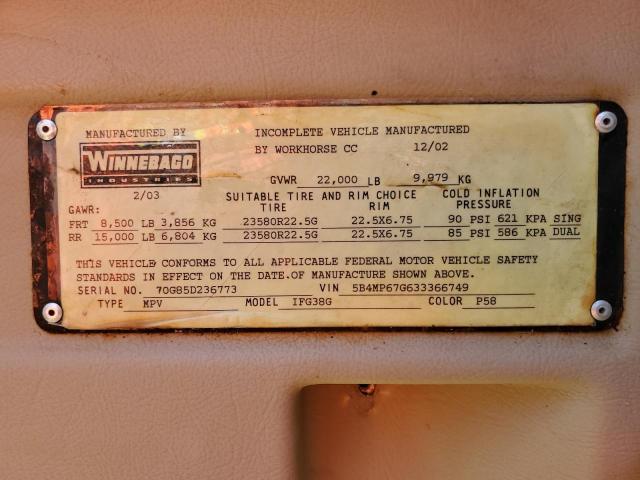 MANUFACTURED BY INCOMPLETE VEHICLE MANUFACTURED
WINNEBAGO BY WORKHORSE CC 12/02
INDUSTRIES GVWR 22,000 LB 9,979 KG
2/03 SUITABLE TIRE AND RIM CHOICE COLD INFLATION
GAWR: TIRE RIM PRESSURE
FRT 8,500 LB 3,856 KG 23580R22.5G 22.5X6.75 90 PSI 621 KPA SING
RR 15,000 LB 6,804 KG 23580R22.5G 22.5X6.75 85 PSI 586 KPA DUAL
THIS VEHICLE CONFORMS TO ALL APPLICABLE FEDERAL MOTOR VEHICLE SAFETY
STANDARDS IN EFFECT ON THE DATE OF MANUFACTURE SHOWN ABOVE.
SERIAL NO. 70G85D236773 VIN 5B4MP67G633366749
TYPE MPV MODEL IFG38G COLOR P58